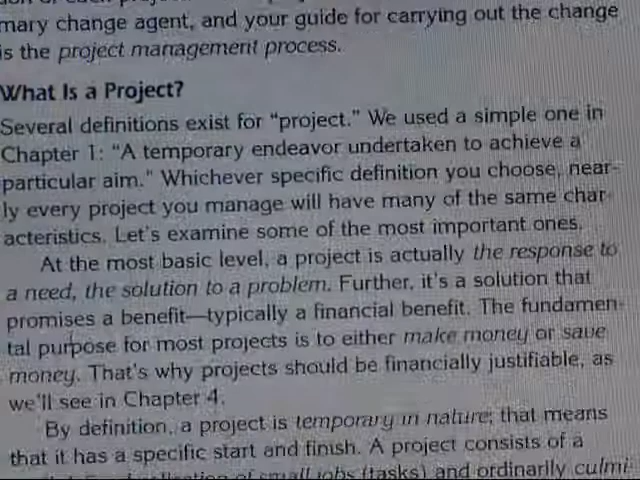 mary change agent, and your guide for carrying out the change
is the project management process.
What Is a Project?
Several definitions exist for “project.” We used a simple one in
Chapter 1: “A temporary endeavor undertaken to achieve a
particular aim.” Whichever specific definition you choose, near-
ly every project you manage will have many of the same char-
acteristics. Let's examine some of the most important ones.
At the most basic level, a project is actually the response to
a need, the solution to a problem. Further, it's a solution that
promises a benefit—typically a financial benefit. The fundamen-
tal purpose for most projects is to either make money or save
money. That's why projects should be financially justifiable, as
we'll see in Chapter 4.
By definition, a project is temporary in nature; that means
that it has a specific start and finish. A project consists of a
of small jobs (tasks) and ordinarily culmi-